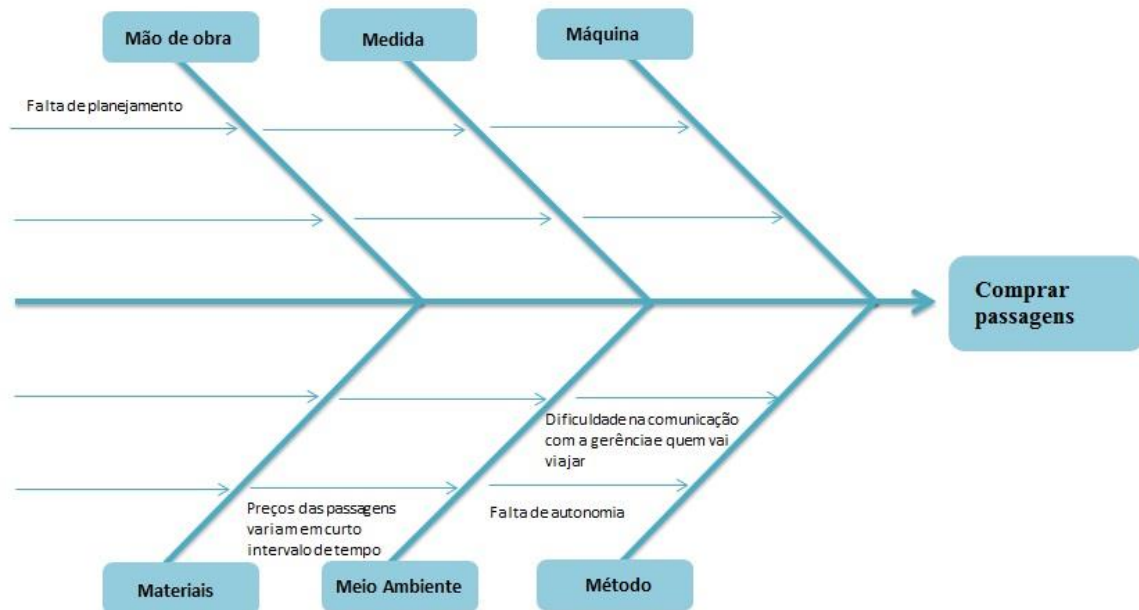 Mão de obra
Medida
Máquina
Falta de planejamento
Comprar
passagens
Dificuldade na comunicação
com a gerência e quem vai
viajar
Preços das passagens
variam em curto
intervalo de tempo
Falta de autonomia
Materiais
Meio Ambiente
Método